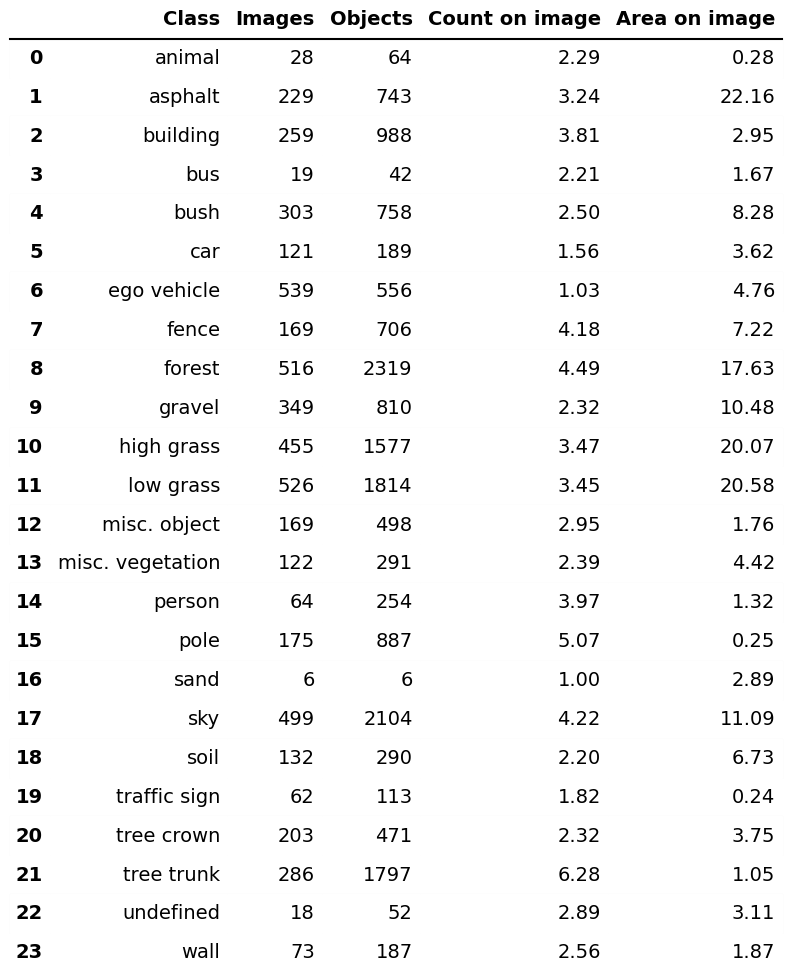 Class Images Objects Count on image Area on image
0 animal 28 64 2.29 0.28
1 asphalt 229 743 3.24 22.16
2 building 259 988 3.81 2.95
3 bus 19 42 2.21 1.67
4 bush 303 758 2.50 8.28
5 car 121 189 1.56 3.62
6 ego vehicle 539 556 1.03 4.76
7 fence 169 706 4.18 7.22
8 forest 516 2319 4.49 17.63
9 gravel 349 810 2.32 10.48
10 high grass 455 1577 3.47 20.07
11 low grass 526 1814 3.45 20.58
12 misc. object 169 498 2.95 1.76
13 misc. vegetation 122 291 2.39 4.42
14 person 64 254 3.97 1.32
15 pole 175 887 5.07 0.25
16 sand 6 6 1.00 2.89
17 sky 499 2104 4.22 11.09
18 soil 132 290 2.20 6.73
19 traffic sign 62 113 1.82 0.24
20 tree crown 203 471 2.32 3.75
21 tree trunk 286 1797 6.28 1.05
22 undefined 18 52 2.89 3.11
23 wall 73 187 2.56 1.87